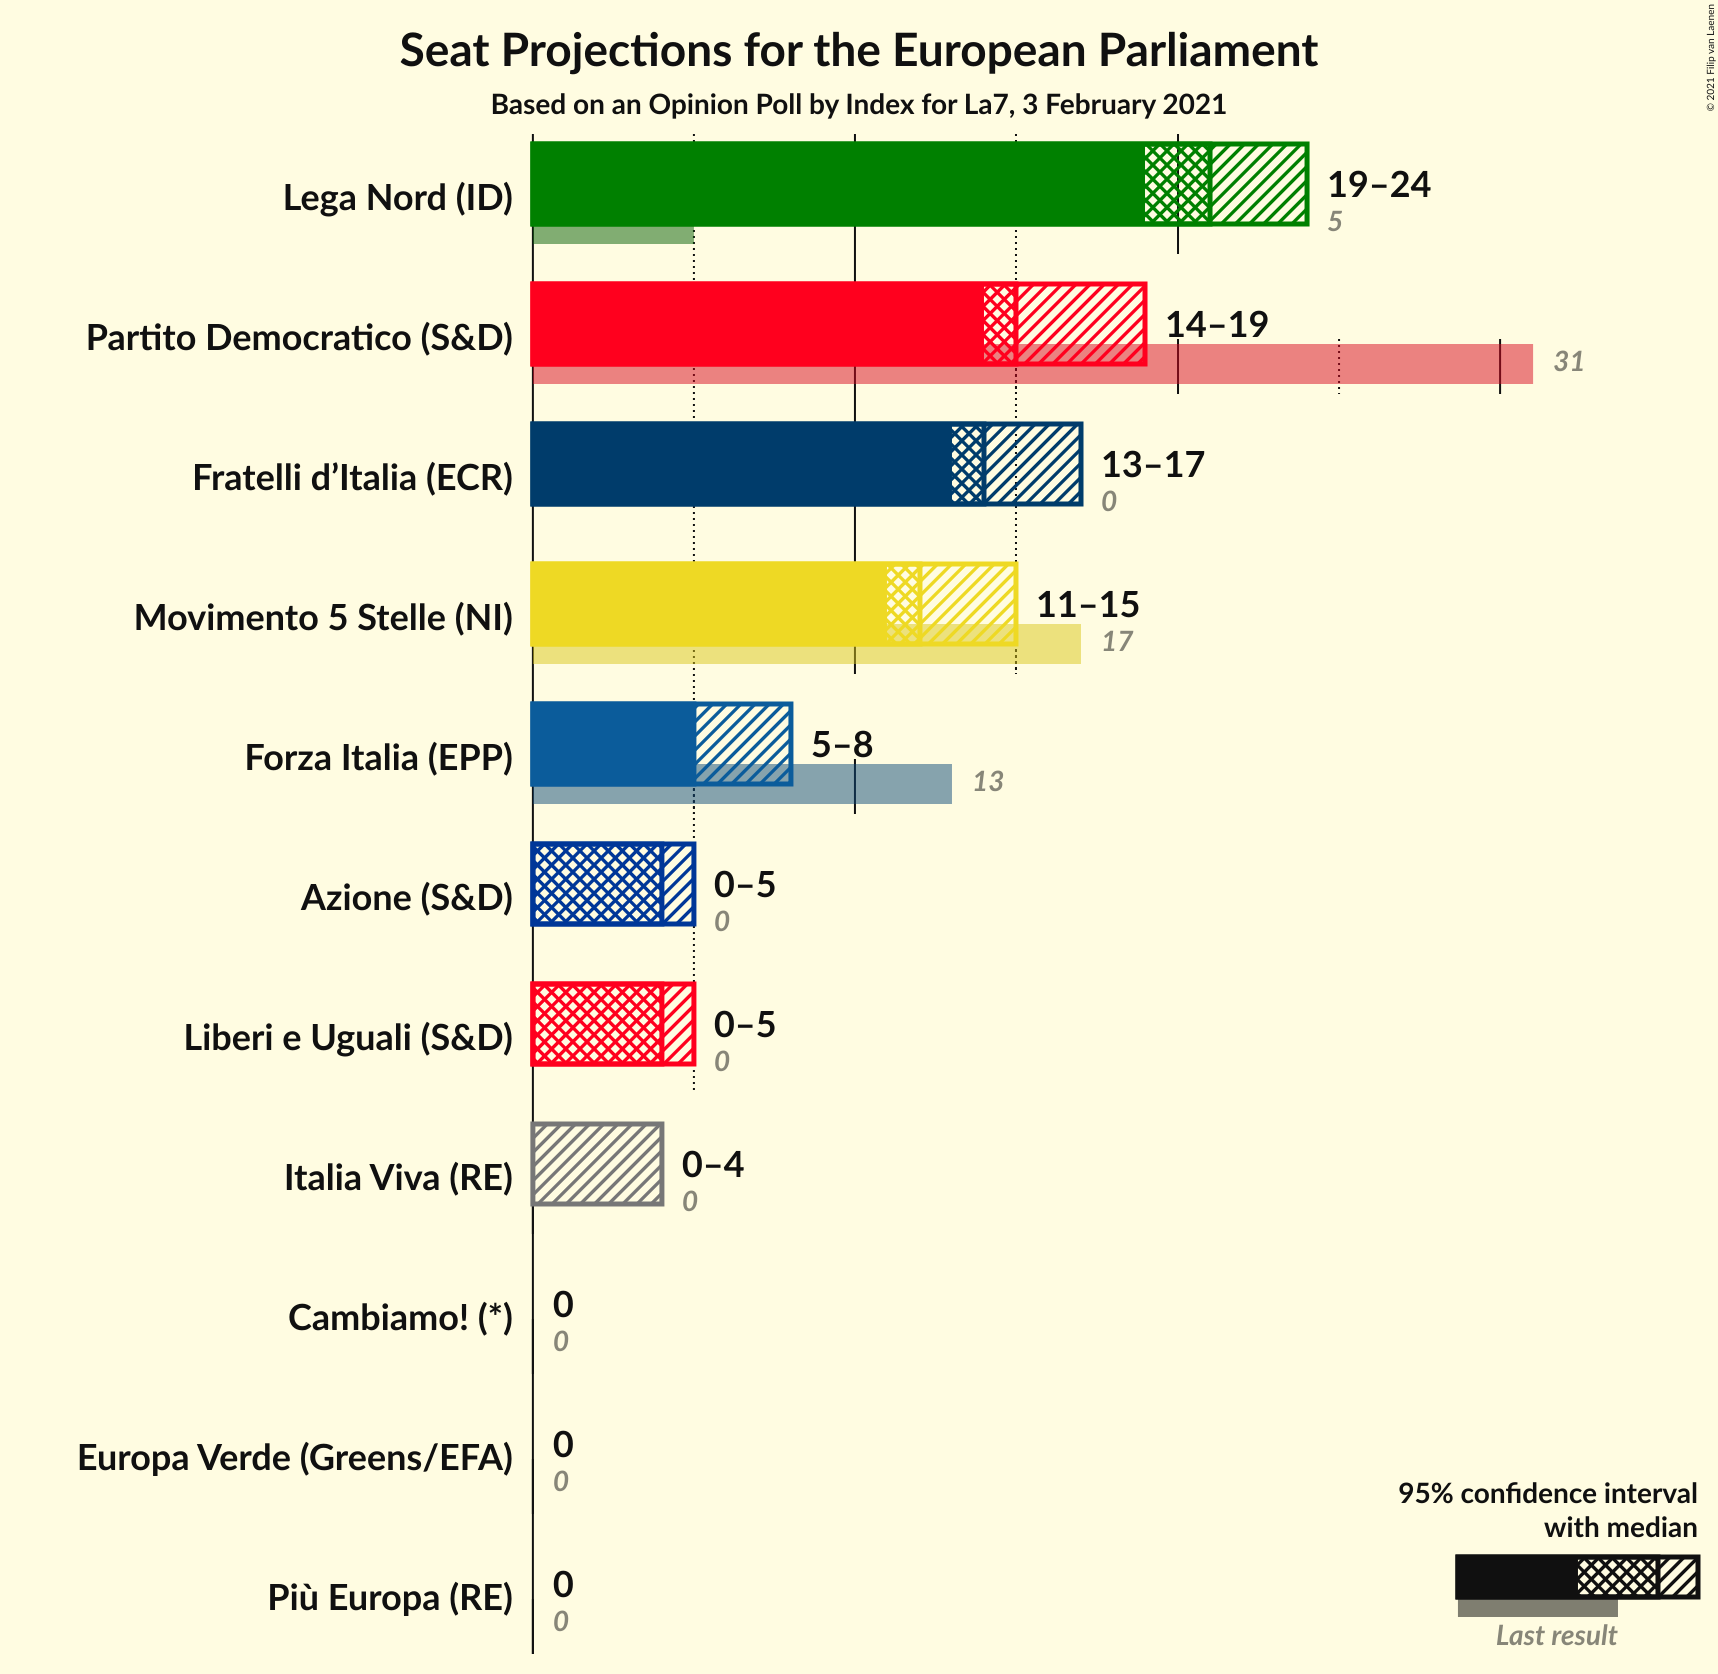 Seat Projections for the European Parliament
Based on an Opinion Poll by Index for La7, 3 February 2021
© 2021 Filip van Laenen
Lega Nord (ID)
19–24
5
Partito Democratico (S&D)
14–19
31
Fratelli d’Italia (ECR)
13–17
0
Movimento 5 Stelle (NI)
11–15
17
Forza Italia (EPP)
5–8
13
Azione (S&D)
0–5
0
Liberi e Uguali (S&D)
0–5
0
Italia Viva (RE)
0–4
0
Cambiamo! (*)
0
0
Europa Verde (Greens/EFA)
0
0
Più Europa (RE)
0
0
95% confidence interval
with median
Last result